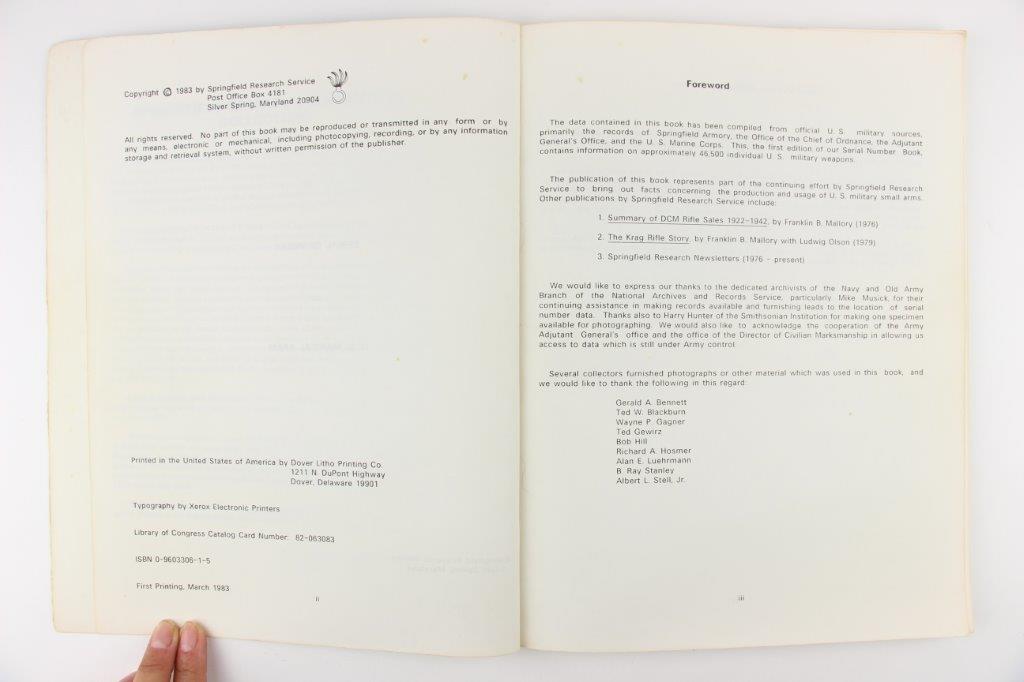 Copyright © 1983 by Springfield Research Service
Post Office Box 4181
Silver Spring, Maryland 20904
All rights reserved. No part of this book may be reproduced or transmitted in any form or by
any means, electronic or mechanical, including photocopying, recording, or by any information
storage and retrieval system, without written permission of the publisher.
Printed in the United States of America by Dover Litho Printing Co.
1211 N. DuPont Highway
Dover, Delaware 19901
Typography by Xerox Electronic Printers
Library of Congress Catalog Card Number: 82-063083
ISBN 0-9603306-1-5
First Printing, March 1983
ii
Foreword
The data contained in this book has been compiled from official U. S. military sources,
primarily the records of Springfield Armory, the Office of the Chief of Ordnance, the Adjutant
General's Office, and the U. S. Marine Corps. This, the first edition of our Serial Number Book,
contains information on approximately 46,500 individual U. S. military weapons.
The publication of this book represents part of the continuing effort by Springfield Research
Service to bring out facts concerning the production and usage of U. S. military small arms.
Other publications by Springfield Research Service include:
1. Summary of DCM Rifle Sales 1922-1942, by Franklin B. Mallory (1976)
2. The Krag Rifle Story, by Franklin B. Mallory with Ludwig Olson (1979)
3. Springfield Research Newsletters (1976 - present)
We would like to express our thanks to the dedicated archivists of the Navy and Old Army
Branch of the National Archives and Records Service, particularly Mike Musick, for their
continuing assistance in making records available and furnishing leads to the location of serial
number data. Thanks also to Harry Hunter of the Smithsonian Institution for making one specimen
available for photographing. We would also like to acknowledge the cooperation of the Army
Adjutant General's office and the office of the Director of Civilian Marksmanship in allowing us
access to data which is still under Army control.
Several collectors furnished photographs or other material which was used in this book, and
we would like to thank the following in this regard:
Gerald A. Bennett
Ted W. Blackburn
Wayne P. Gagner
Ted Gewirz
Bob Hill
Richard A. Hosmer
Alan E. Luehrmann
B. Ray Stanley
Albert L. Stell, Jr.
iii